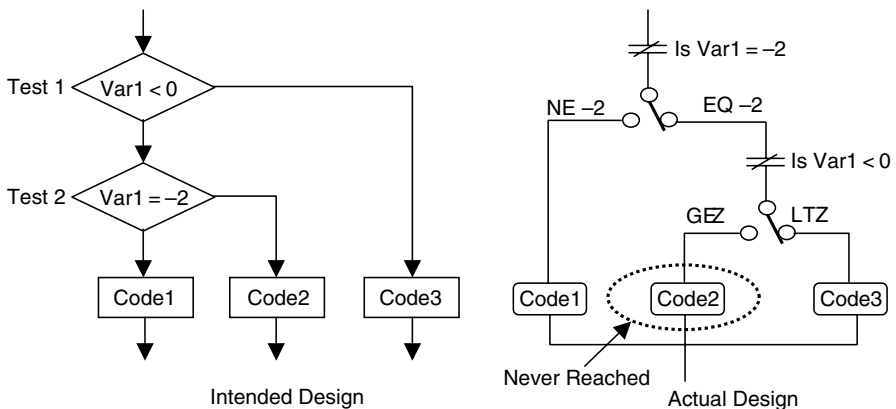 Test 1
Var1 < 0
Test 2
Var1 = –2
Code1
Code2
Code3
Intended Design
Is Var1 = –2
NE –2
EQ –2
Is Var1 < 0
GEZ
LTZ
Code1
Code2
Code3
Never Reached
Actual Design